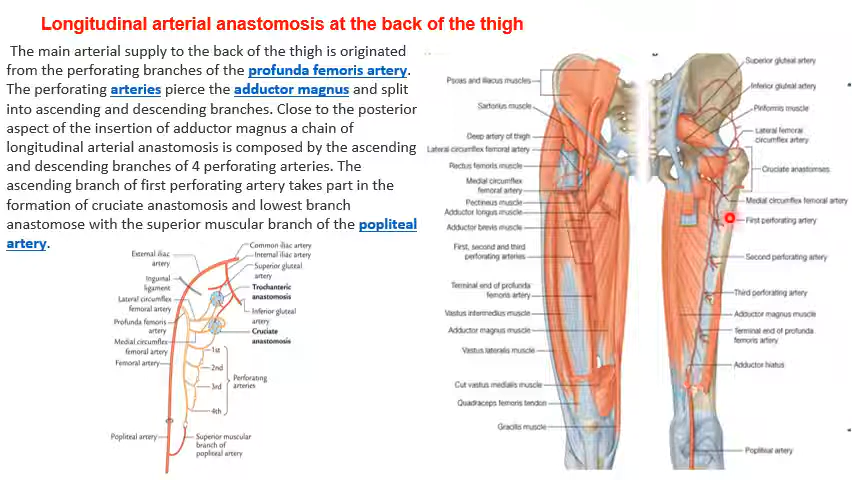 Longitudinal arterial anastomosis at the back of the thigh
The main arterial supply to the back of the thigh is originated
from the perforating branches of the profunda femoris artery.
The perforating arteries pierce the adductor magnus and split
into ascending and descending branches. Close to the posterior
aspect of the insertion of adductor magnus a chain of
longitudinal arterial anastomosis is composed by the ascending
and descending branches of 4 perforating arteries. The
ascending branch of first perforating artery takes part in the
formation of cruciate anastomosis and lowest branch
anastomose with the superior muscular branch of the popliteal
artery.
External iliac
artery
Inguinal
ligament
Lateral circumflex
femoral artery
Profunda femoris
artery
Medial circumflex
femoral artery
Femoral artery
Popliteal artery
Common iliac artery
Internal iliac artery
Superior gluteal
artery
Trochanteric
anastomosis
Inferior gluteal
artery
Cruciate
anastomosis
1st
2nd
3rd
4th
Perforating
arteries
Superior muscular
branch of
popliteal artery
Psoas and iliacus muscles
Sartorius muscle
Deep artery of thigh
Lateral circumflex femoral artery
Rectus femoris muscle
Medial circumflex
femoral artery
Pectineus muscle
Adductor longus muscle
Adductor brevis muscle
First, second and third
perforating arteries
Terminal end of profunda
femoris artery
Vastus intermedius muscle
Adductor magnus muscle
Vastus lateralis muscle
Cut vastus medialis muscle
Quadraceps femoris tendon
Gracilis muscle
Superior gluteal artery
Inferior gluteal artery
Piriformis muscle
Lateral femoral
circumflex artery
Cruciate anastomoses
Medial circumflex femoral artery
First perforating artery
Second perforating artery
Third perforating artery
Adductor magnus muscle
Terminal end of profunda
femoris artery
Adductor hiatus
Popliteal artery